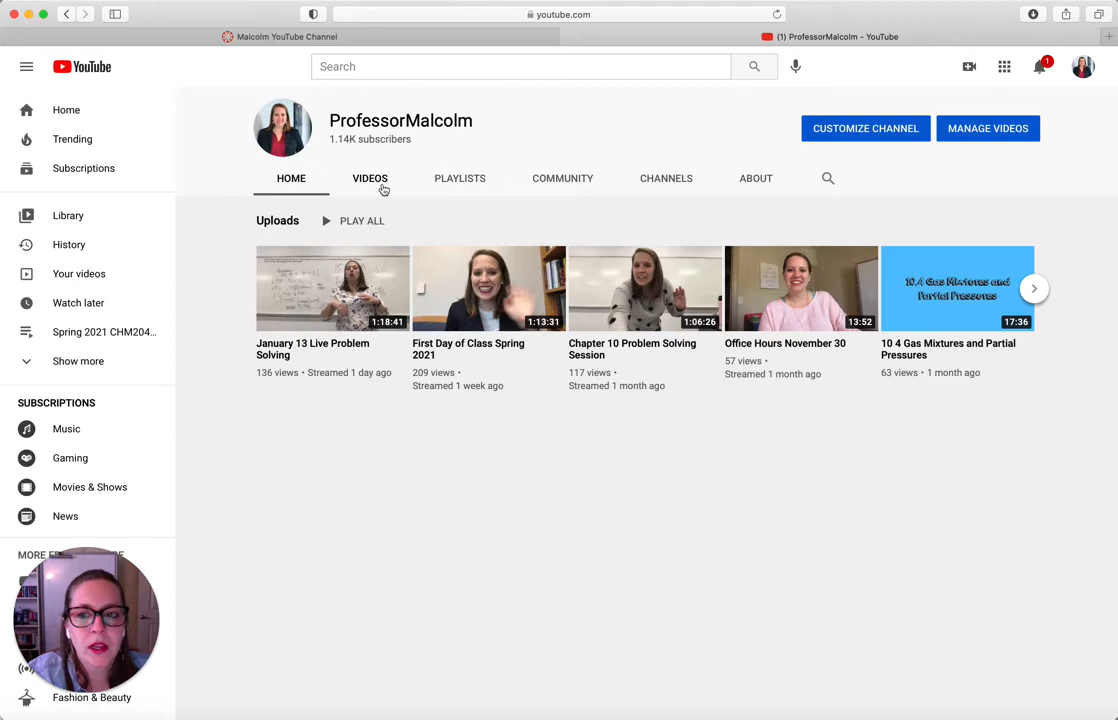 youtube.com
Malcolm YouTube Channel
(1) ProfessorMalcolm - YouTube
YouTube
Search
1
Home
Trending
Subscriptions
Library
History
Your videos
Watch later
Spring 2021 CHM204...
Show more
SUBSCRIPTIONS
Music
Gaming
Movies & Shows
News
MORE
Fashion & Beauty
ProfessorMalcolm
1.14K subscribers
CUSTOMIZE CHANNEL
MANAGE VIDEOS
HOME
VIDEOS
PLAYLISTS
COMMUNITY
CHANNELS
ABOUT
Uploads
PLAY ALL
1:18:41
January 13 Live Problem
Solving
136 views • Streamed 1 day ago
1:13:31
First Day of Class Spring
2021
209 views •
Streamed 1 week ago
1:06:26
Chapter 10 Problem Solving
Session
117 views •
Streamed 1 month ago
13:52
Office Hours November 30
57 views •
Streamed 1 month ago
10.4 Gas Mixtures and
Partial Pressures
17:36
10 4 Gas Mixtures and Partial
Pressures
63 views • 1 month ago